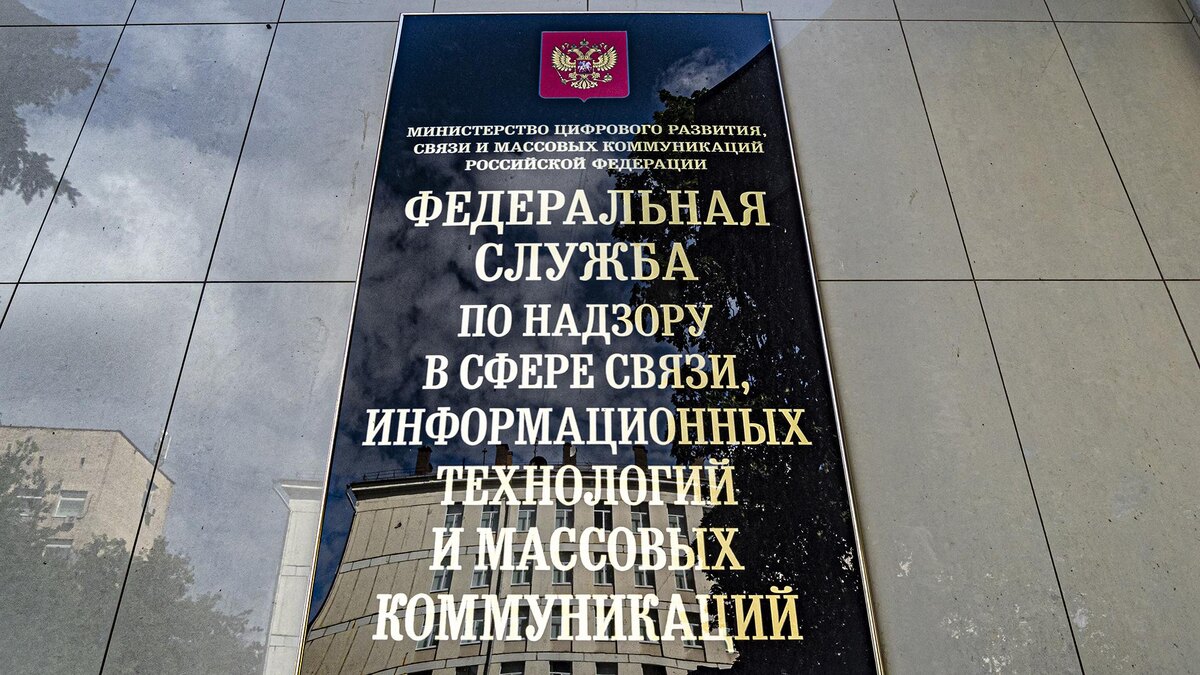 МИНИСТЕРСТВО ЦИФРОВОГО РАЗВИТИЯ,
СВЯЗИ И МАССОВЫХ КОММУНИКАЦИЙ
РОССИЙСКОЙ ФЕДЕРАЦИИ
ФЕДЕРАЛЬНАЯ
СЛУЖБА
ПО НАДЗОРУ
В СФЕРЕ СВЯЗИ,
ИНФОРМАЦИОННЫХ
ТЕХНОЛОГИЙ
И МАССОВЫХ
КОММУНИКАЦИЙ